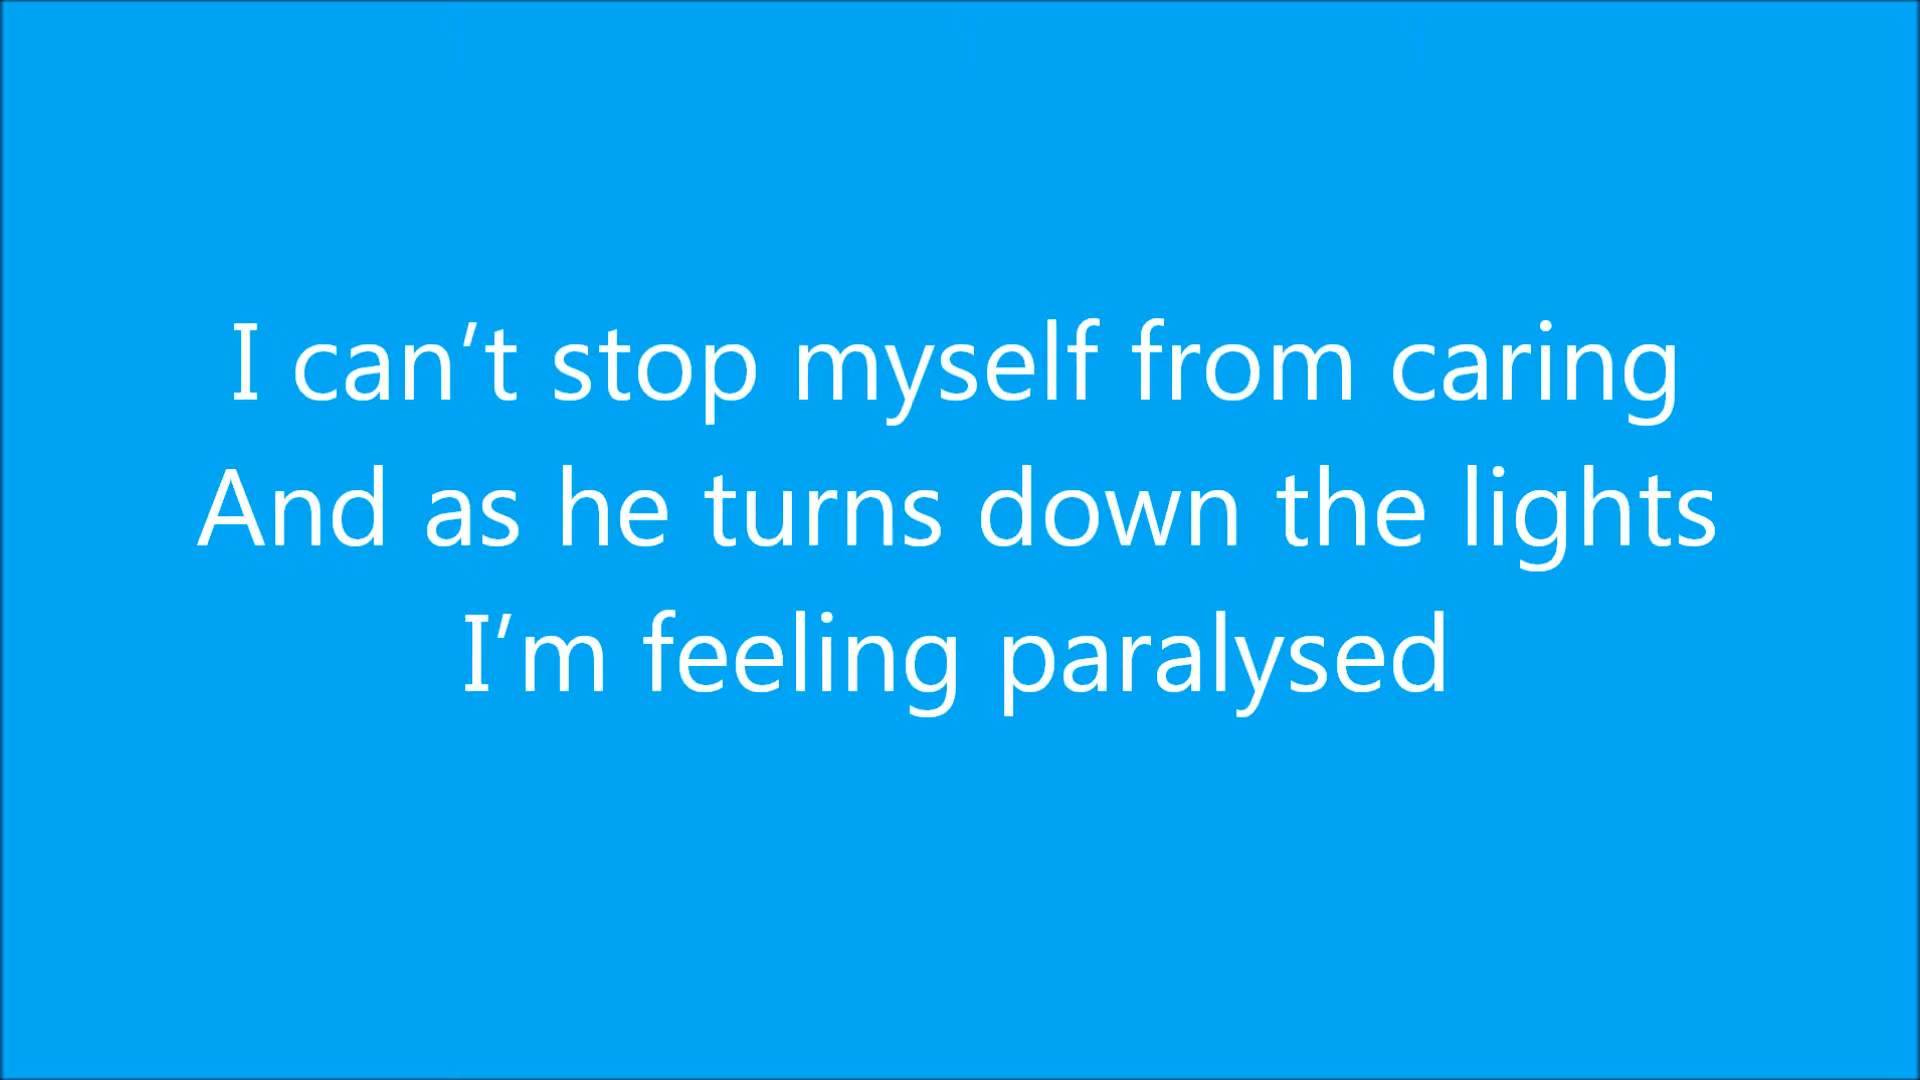 I can’t stop myself from caring
And as he turns down the lights
I’m feeling paralysed